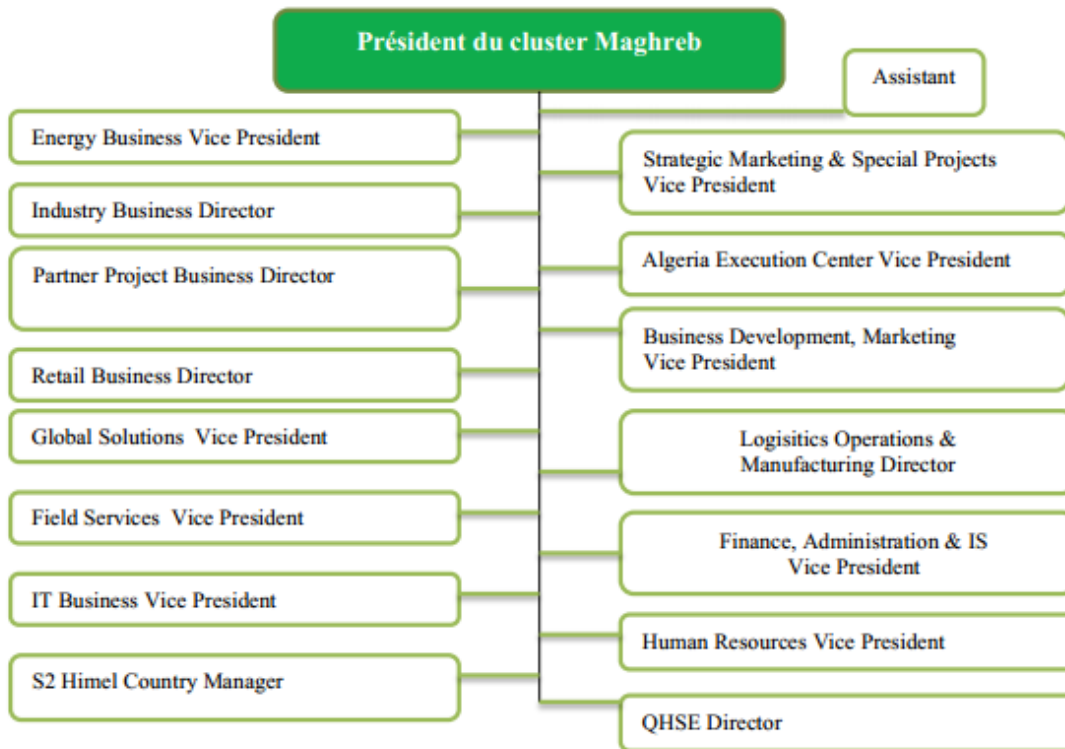 Président du cluster Maghreb
Assistant
Energy Business Vice President
Industry Business Director
Partner Project Business Director
Retail Business Director
Global Solutions Vice President
Field Services Vice President
IT Business Vice President
S2 Himel Country Manager
Strategic Marketing & Special Projects
Vice President
Algeria Execution Center Vice President
Business Development, Marketing
Vice President
Logisitics Operations &
Manufacturing Director
Finance, Administration & IS
Vice President
Human Resources Vice President
QHSE Director